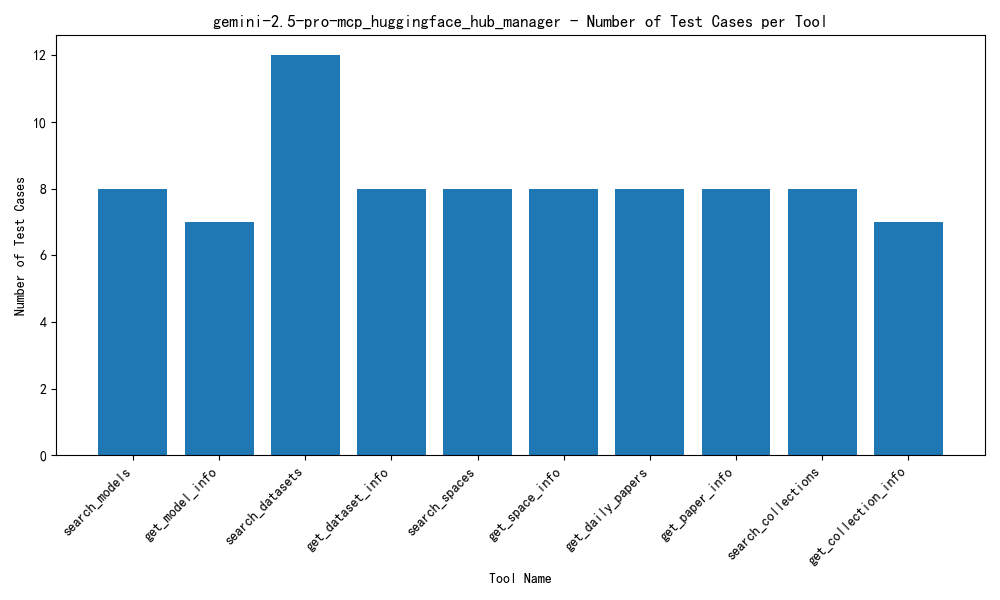 gemini-2.5-pro-mcp_huggingface_hub_manager - Number of Test Cases per Tool
Number of Test Cases
12
10
8
6
4
2
0
search_models
get_model_info
search_datasets
get_dataset_info
search_spaces
get_space_info
get_daily_papers
get_paper_info
search_collections
get_collection_info
Tool Name